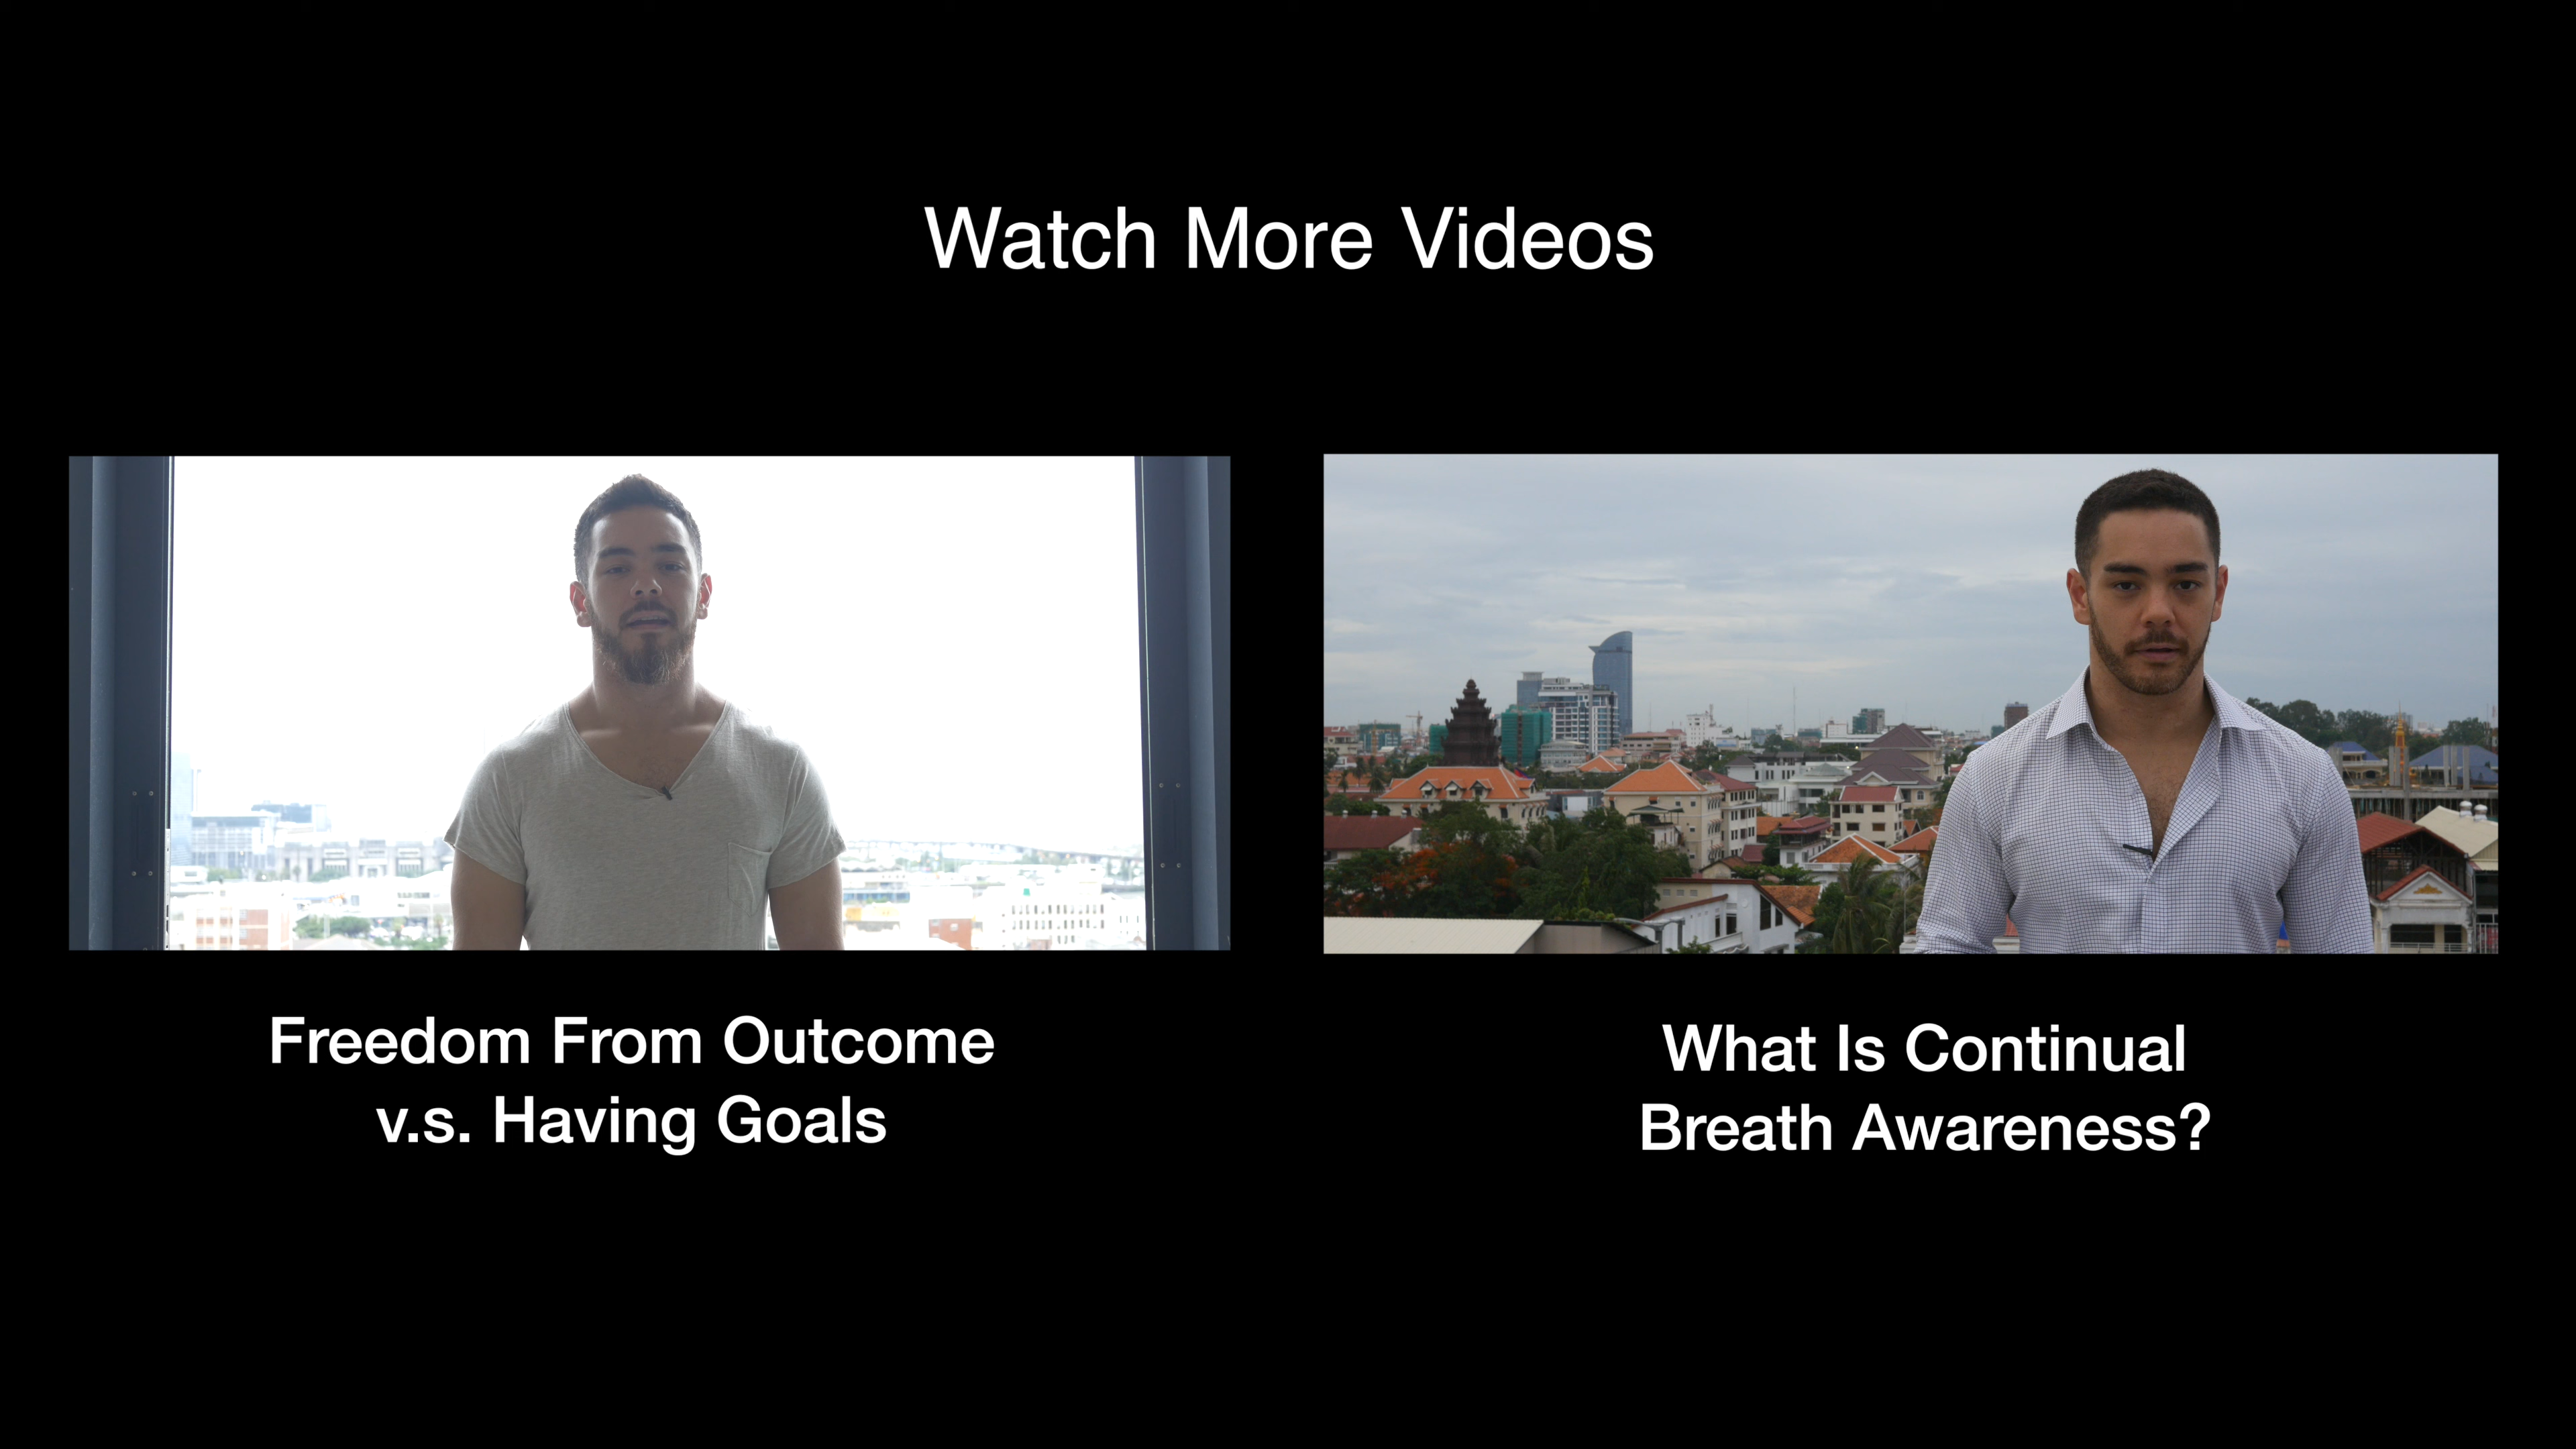 Watch More Videos
Freedom From Outcome
v.s. Having Goals
What Is Continual
Breath Awareness?